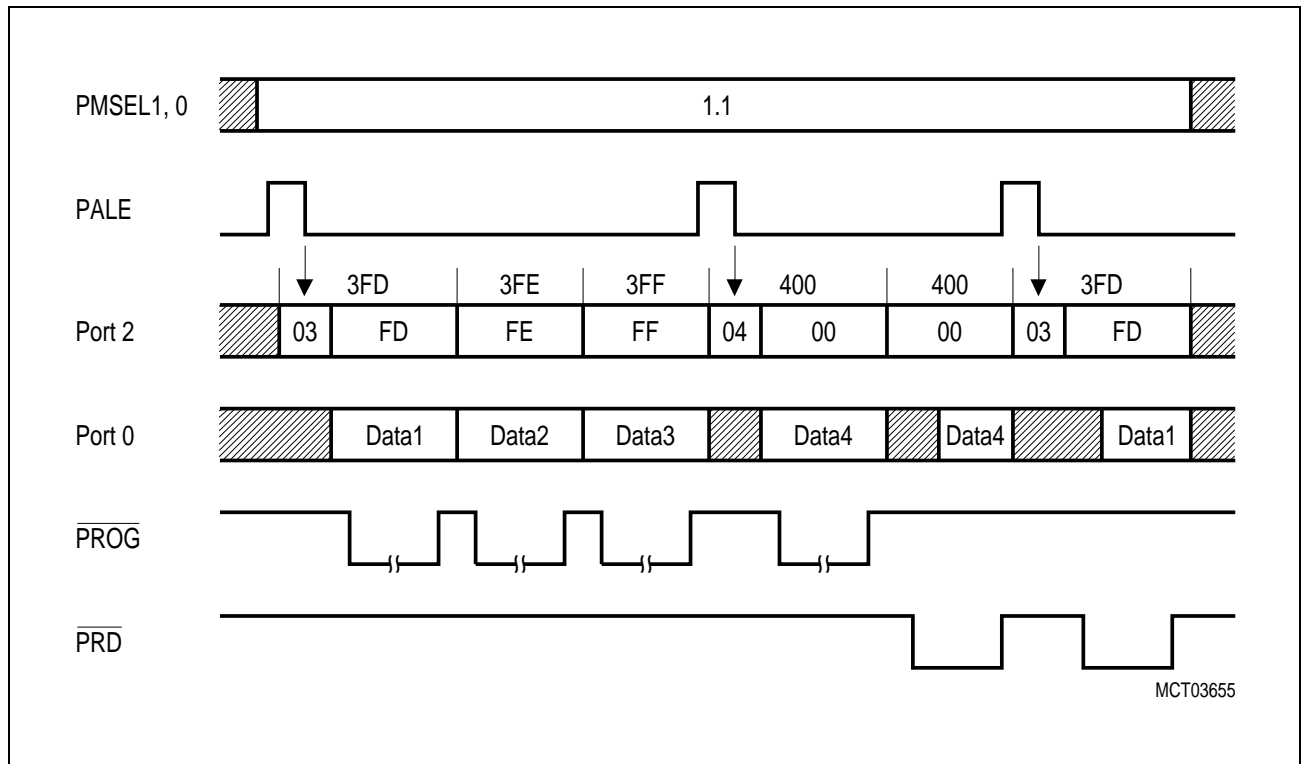 PMSEL1, 0 1.1
PALE
3FD 3FE 3FF 400 400 3FD
Port 2 03 FD FE FF 04 00 00 03 FD
Port 0 Data1 Data2 Data3 Data4 Data4 Data1
PROG
PRD
MCT03655